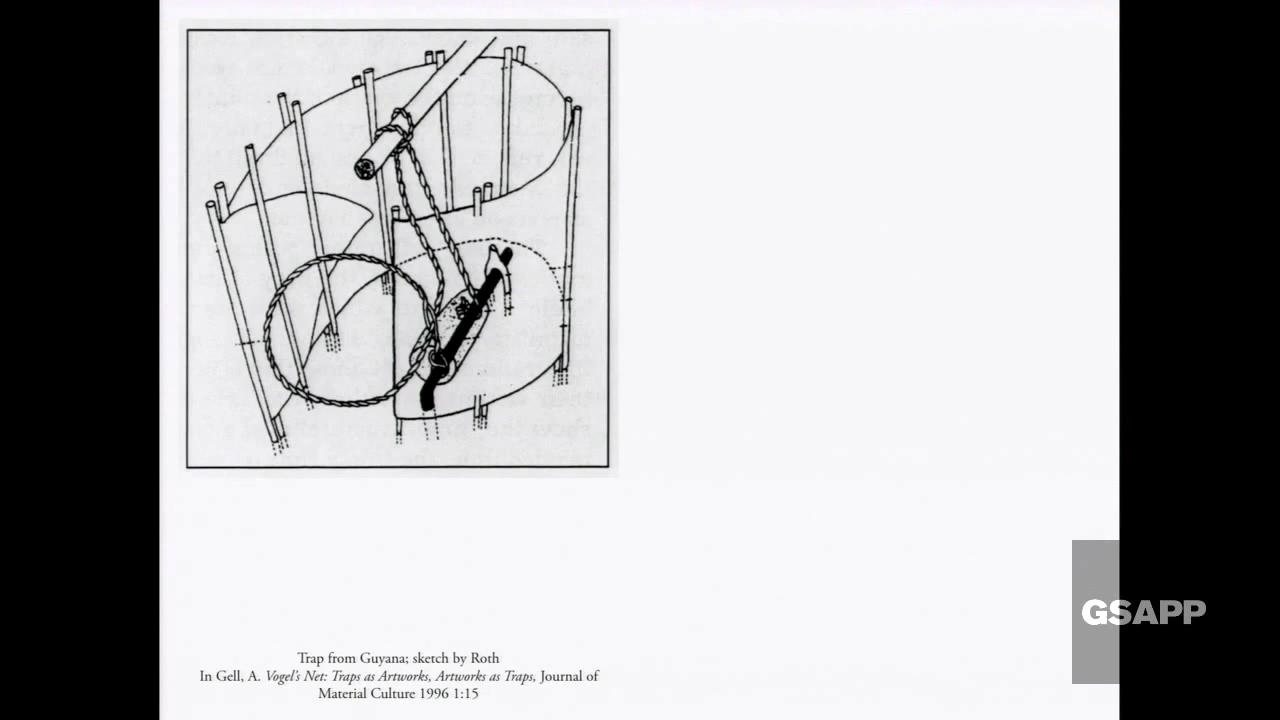 Trap from Guyana; sketch by Roth
In Gell, A. Vogel's Net: Traps as Artworks, Artworks as Traps, Journal of
Material Culture 1996 1:15
GSAPP